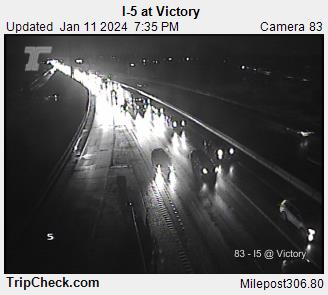 I-5 at Victory
Updated Jan 11 2024 7:35 PM Camera 83
S
83 - I5 @ Victory
TripCheck.com Milepost306.80